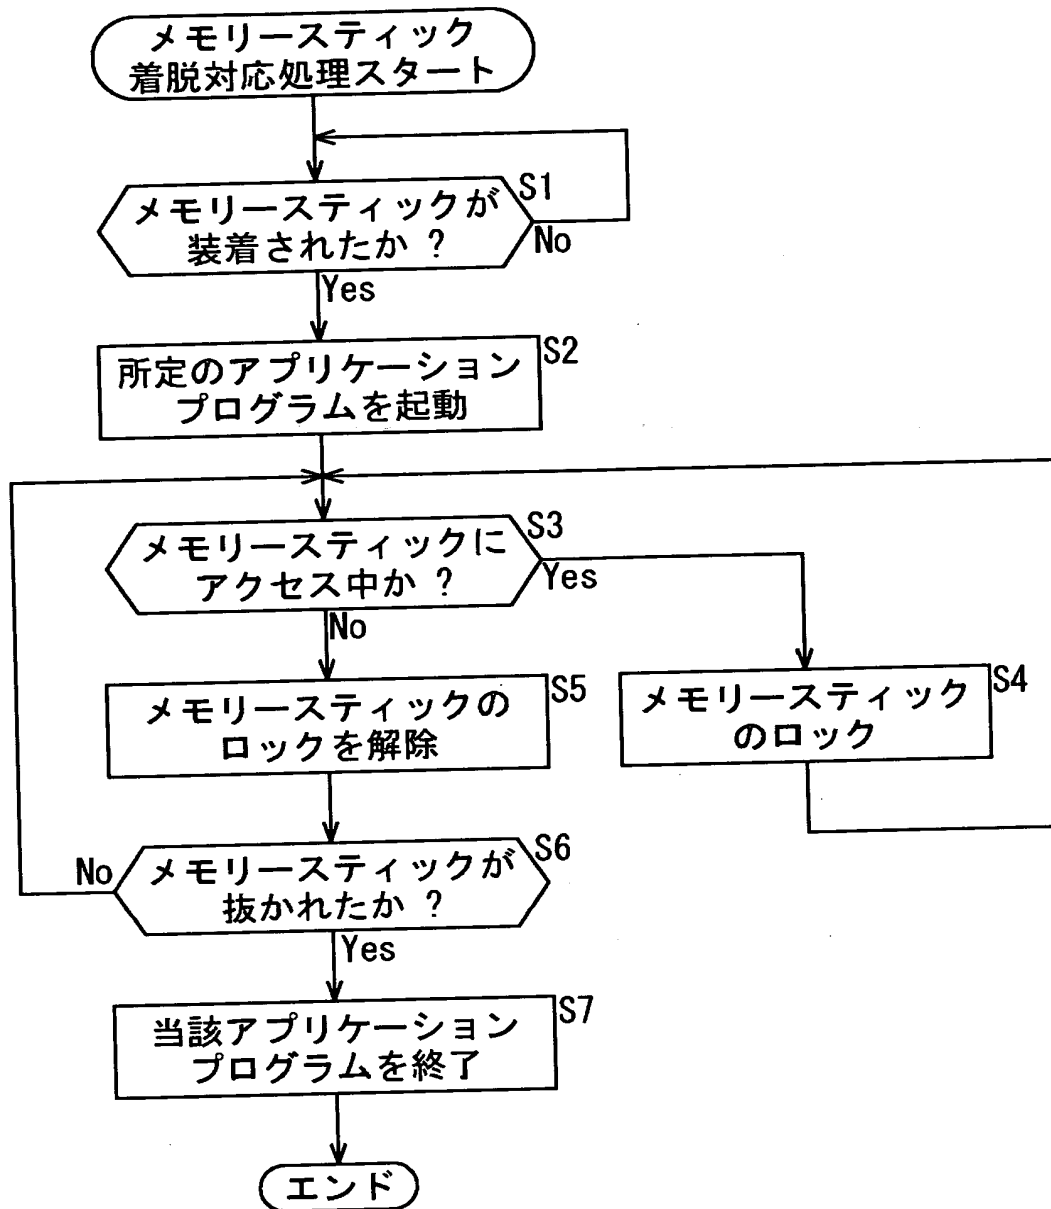 メモリースティック
着脱対応処理スタート
S1
メモリースティックが
装着されたか ?
No
Yes
S2
所定のアプリケーション
プログラムを起動
S3
メモリースティックに
アクセス中か ?
Yes
No
S5
メモリースティックの
ロックを解除
S4
メモリースティック
のロック
S6
No
メモリースティックが
抜かれたか ?
Yes
S7
当該アプリケーション
プログラムを終了
エンド